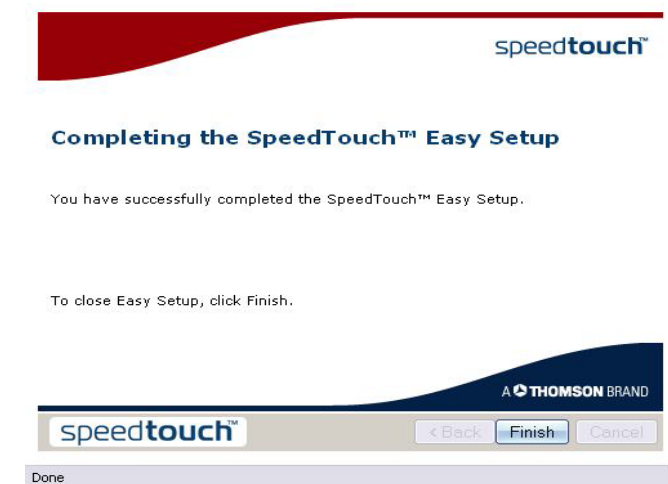 speedtouch™
Completing the SpeedTouch™ Easy Setup
You have successfully completed the SpeedTouch™ Easy Setup.
To close Easy Setup, click Finish.
A THOMSON BRAND
speedtouch™ < Back Finish Cancel
Done